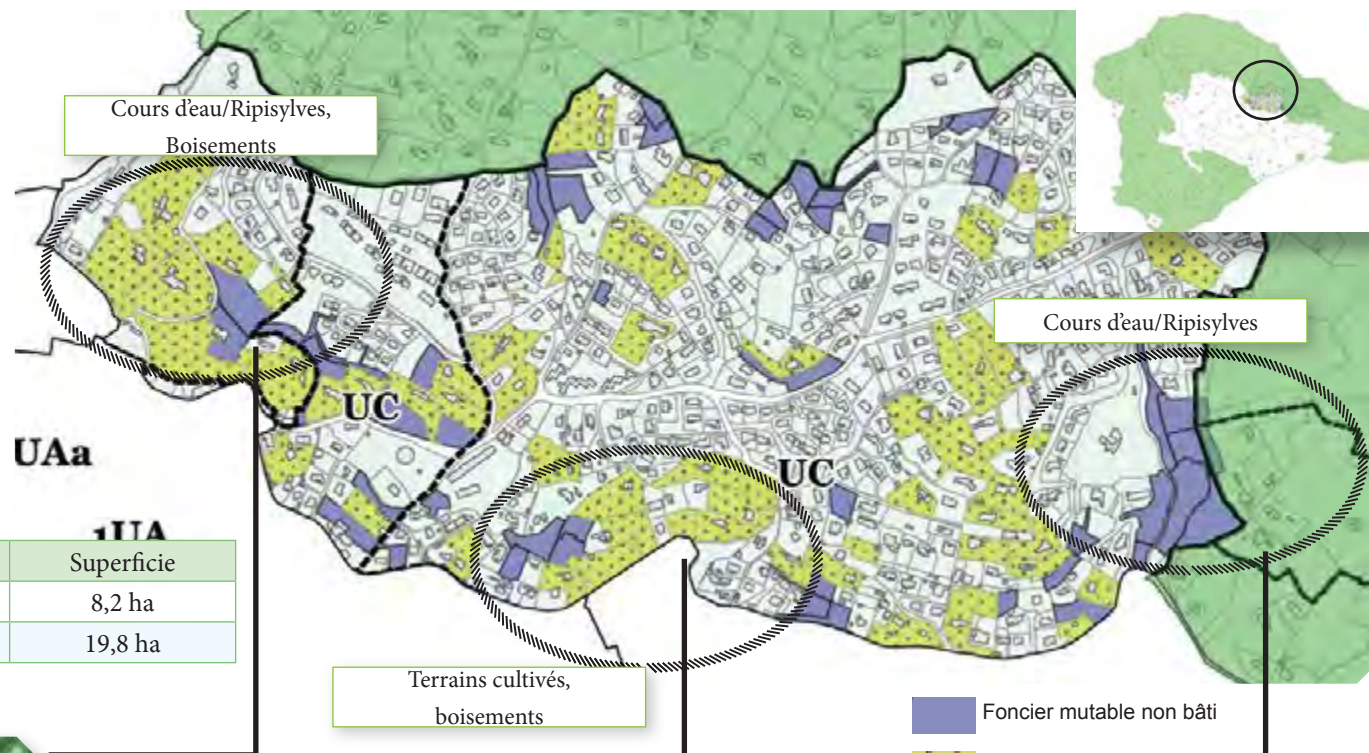 Cours d'eau/Ripisylves,
Boisements
Cours d'eau/Ripisylves
UC
UAa
UC
1UA
Superficie
8,2 ha
19,8 ha
Terrains cultivés,
boisements
Foncier mutable non bâti